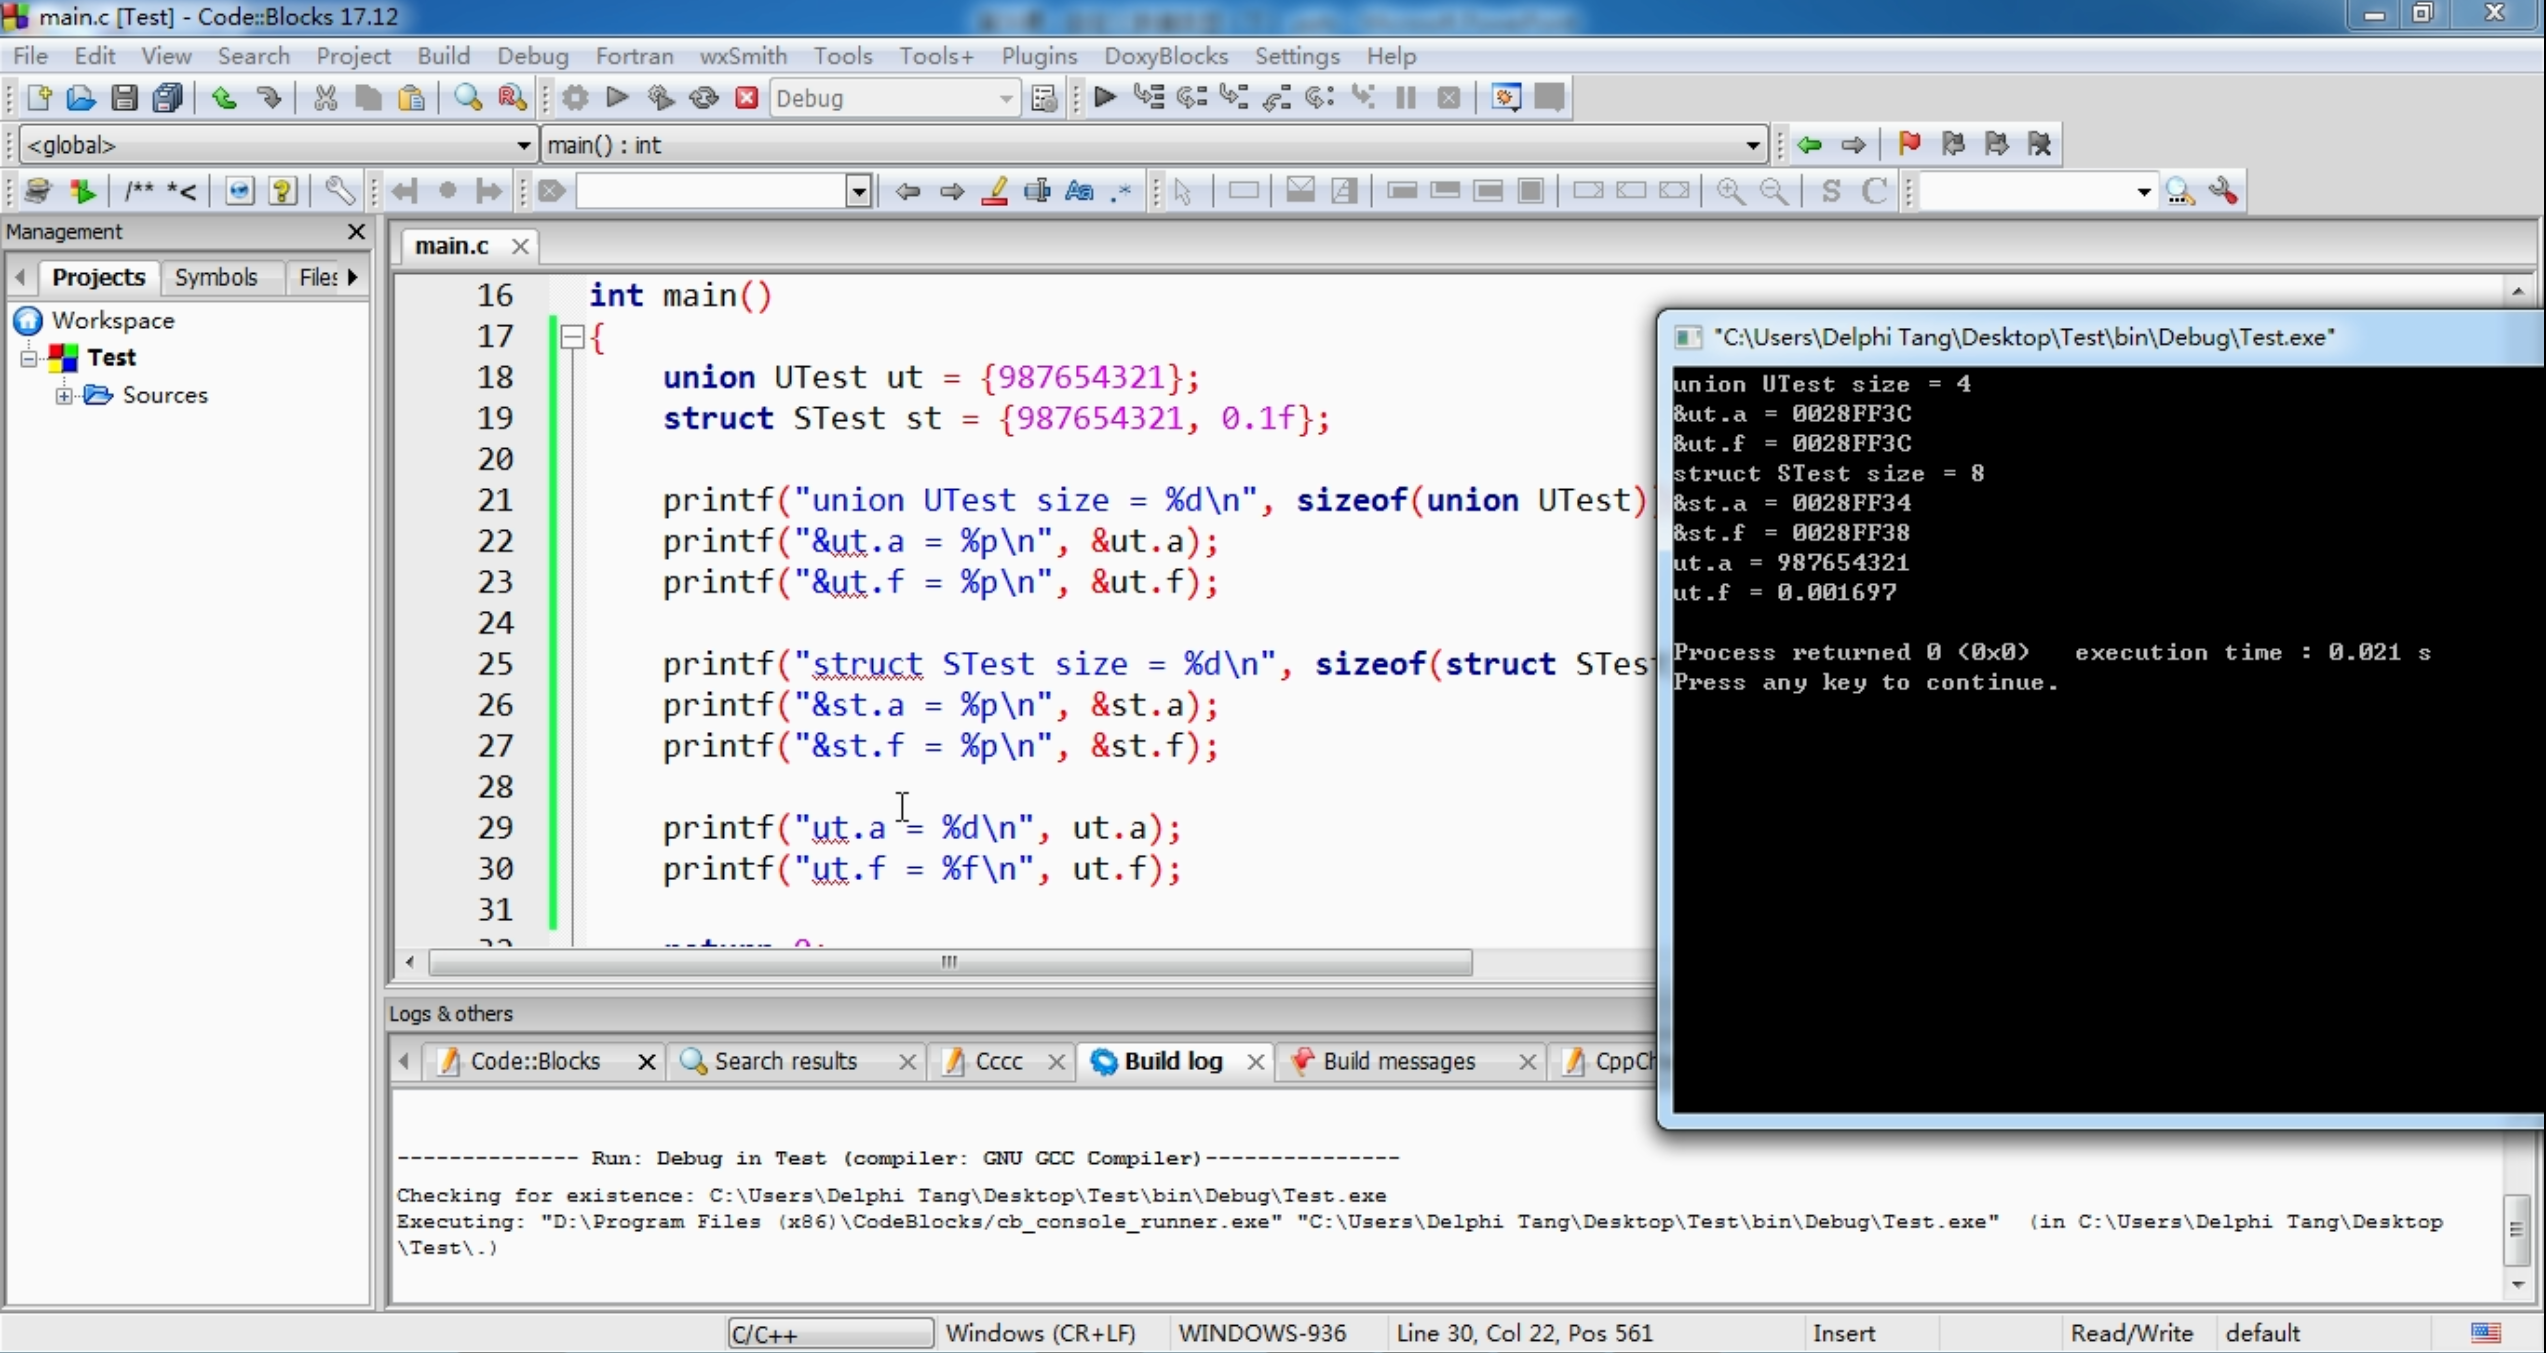 main.c [Test] - Code::Blocks 17.12
File Edit View Search Project Build Debug Fortran wxSmith Tools Tools+ Plugins DoxyBlocks Settings Help
Debug
<global> main() : int
/** *< Aa .* S C
Management
main.c
Projects Symbols Files
Workspace
Test
Sources
16 int main()
17 {
18 union UTest ut = {987654321};
19 struct STest st = {987654321, 0.1f};
20
21 printf("union UTest size = %d\n", sizeof(union UTest)
22 printf("&ut.a = %p\n", &ut.a);
23 printf("&ut.f = %p\n", &ut.f);
24
25 printf("struct STest size = %d\n", sizeof(struct STes
26 printf("&st.a = %p\n", &st.a);
27 printf("&st.f = %p\n", &st.f);
28
29 printf("ut.a = %d\n", ut.a);
30 printf("ut.f = %f\n", ut.f);
31
32 return 0;
"C:\Users\Delphi Tang\Desktop\Test\bin\Debug\Test.exe"
union UTest size = 4
&ut.a = 0028FF3C
&ut.f = 0028FF3C
struct STest size = 8
&st.a = 0028FF34
&st.f = 0028FF38
ut.a = 987654321
ut.f = 0.001697
Process returned 0 (0x0) execution time : 0.021 s
Press any key to continue.
Logs & others
Code::Blocks Search results Cccc Build log Build messages CppCh
-------------- Run: Debug in Test (compiler: GNU GCC Compiler)---------------
Checking for existence: C:\Users\Delphi Tang\Desktop\Test\bin\Debug\Test.exe
Executing: "D:\Program Files (x86)\CodeBlocks/cb_console_runner.exe" "C:\Users\Delphi Tang\Desktop\Test\bin\Debug\Test.exe" (in C:\Users\Delphi Tang\Desktop
\Test\.)
C/C++ Windows (CR+LF) WINDOWS-936 Line 30, Col 22, Pos 561 Insert Read/Write default